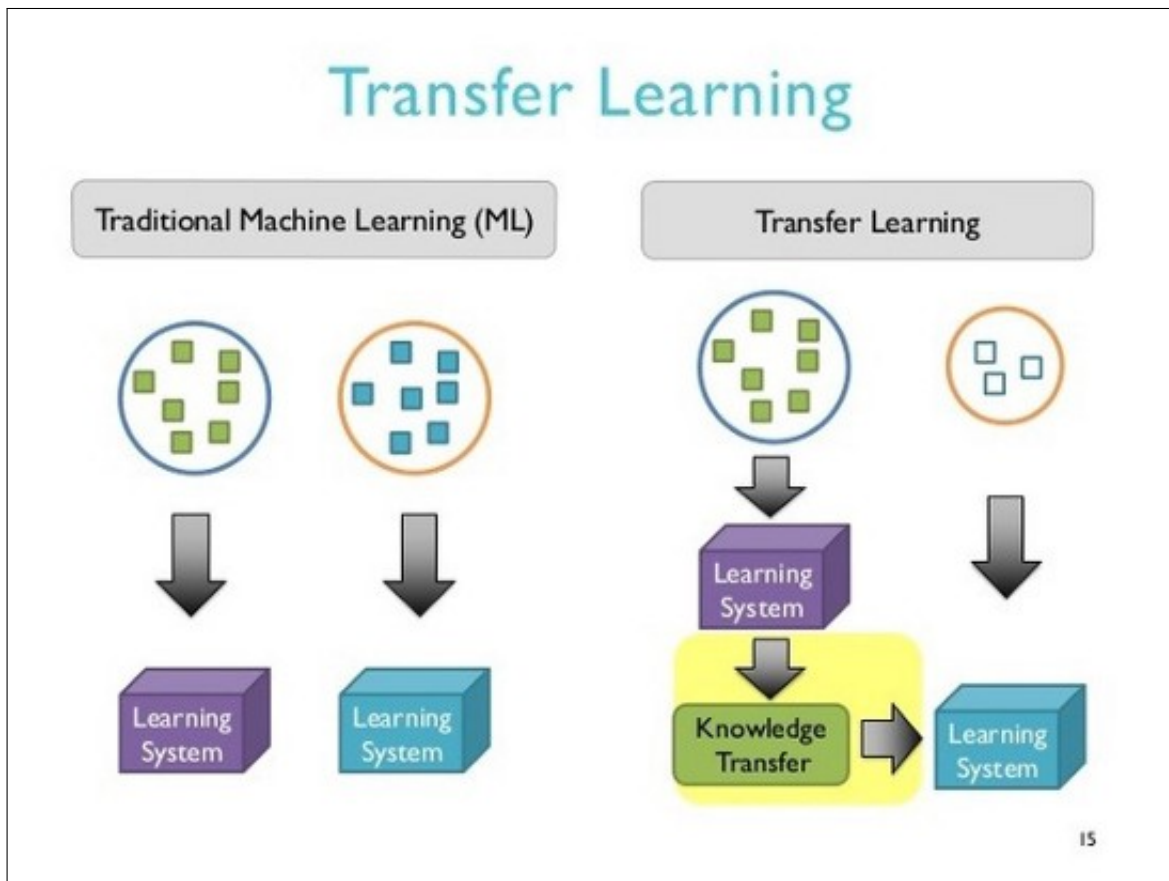 Transfer Learning
Traditional Machine Learning (ML)
Transfer Learning
Learning
System
Learning
System
Learning
System
Knowledge
Transfer
Learning
System
15